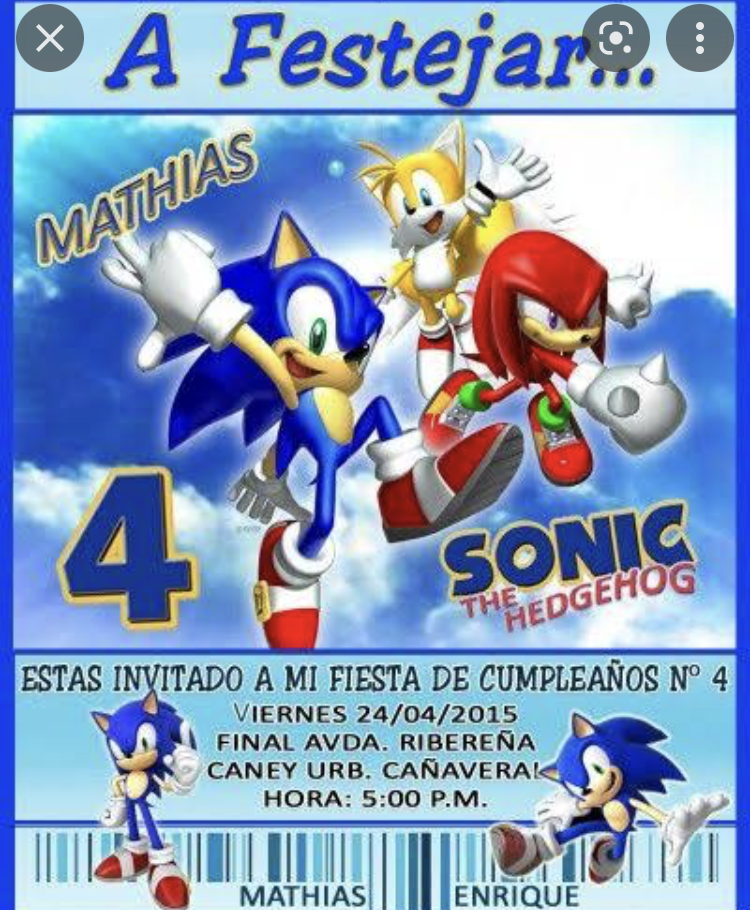 A Festejar...
MATHIAS
4
SONIC
THE
HEDGEHOG
ESTAS INVITADO A MI FIESTA DE CUMPLEAÑOS Nº 4
VIERNES 24/04/2015
FINAL AVDA. RIBEREÑA
CANEY URB. CAÑAVERAL
HORA: 5:00 P.M.
MATHIAS ENRIQUE